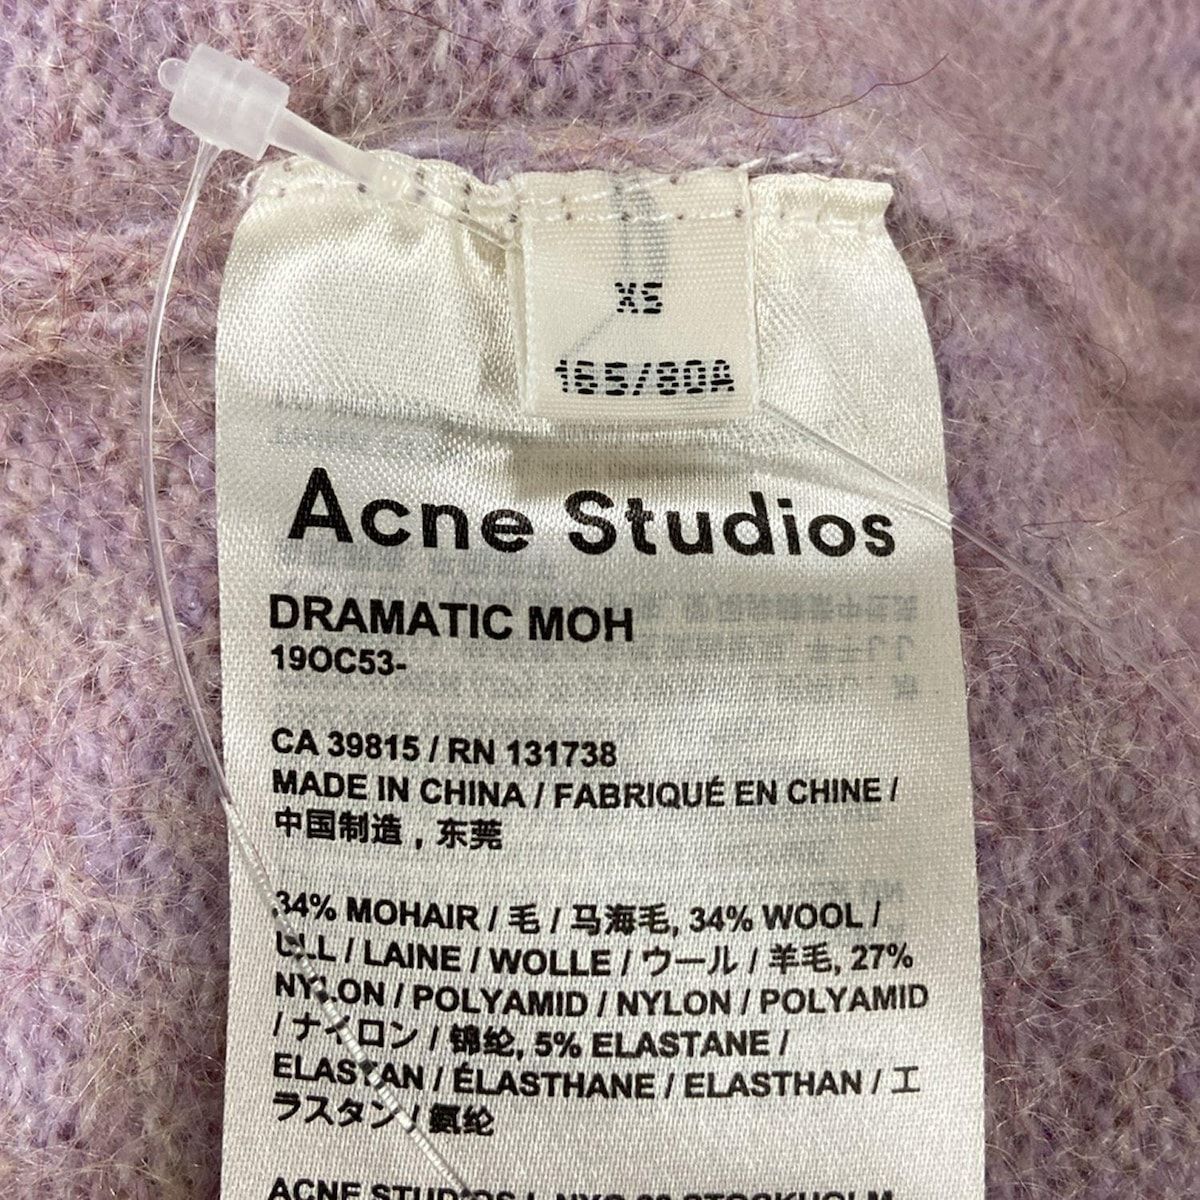 XS
165/80A
Acne Studios
DRAMATIC MOH
19OC53-
CA 39815 / RN 131738
MADE IN CHINA / FABRIQUÉ EN CHINE /
中国制造，东莞
34% MOHAIR / 毛 / 马海毛, 34% WOOL /
ULL / LAINE / WOLLE / ウール / 羊毛, 27%
NYLON / POLYAMID / NYLON / POLYAMID
/ ナイロン / 锦纶, 5% ELASTANE /
ELASTAN / ÉLASTHANE / ELASTHAN / エ
ラスタン / 氨纶
ACNE STUDIOS STOCKHOLM